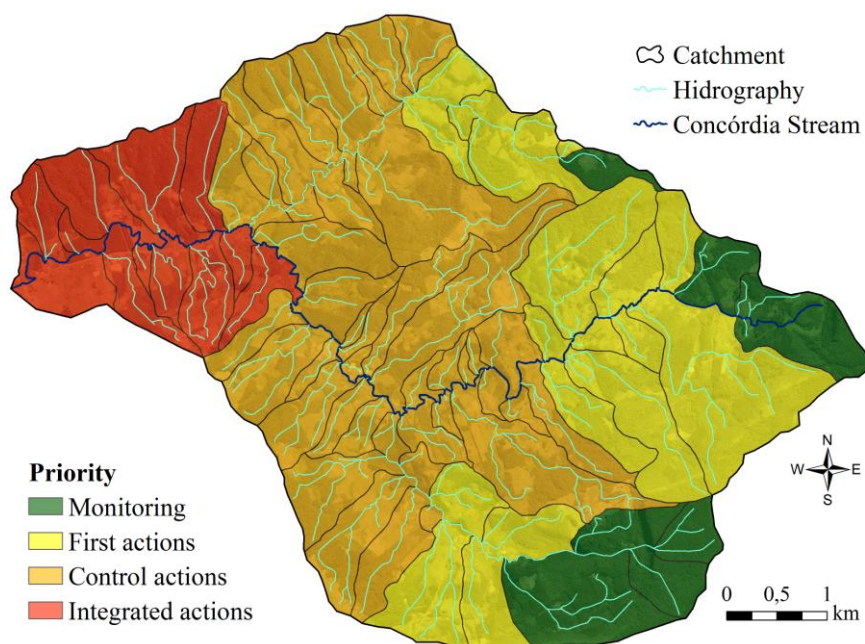 Catchment
Hidrography
Concórdia Stream
Priority
Monitoring
First actions
Control actions
Integrated actions
N
W E
S
0 0,5 1
km